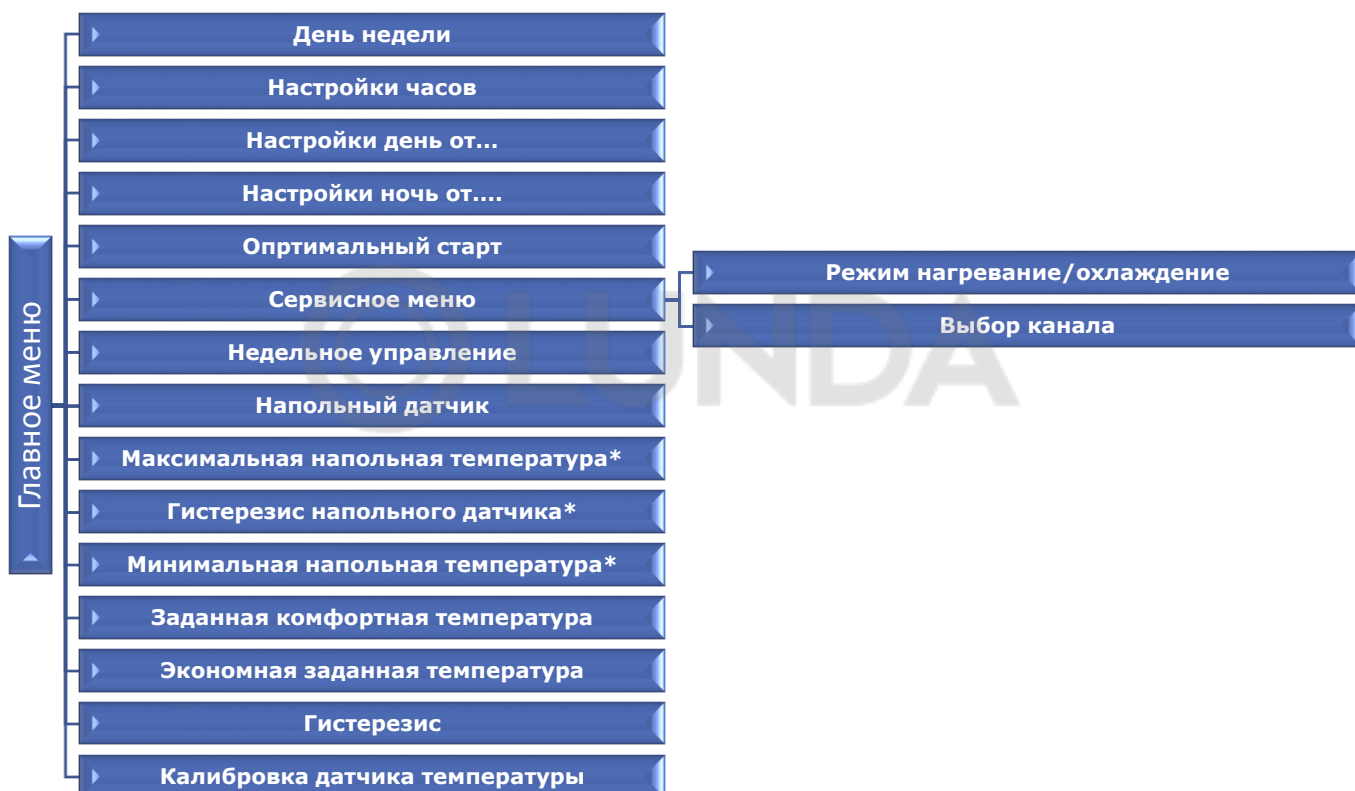 Главное меню
День недели
Настройки часов
Настройки день от...
Настройки ночь от....
Опртимальный старт
Сервисное меню
Режим нагревание/охлаждение
Выбор канала
Недельное управление
Напольный датчик
Максимальная напольная температура*
Гистерезис напольного датчика*
Минимальная напольная температура*
Заданная комфортная температура
Экономная заданная температура
Гистерезис
Калибровка датчика температуры
LUNDA